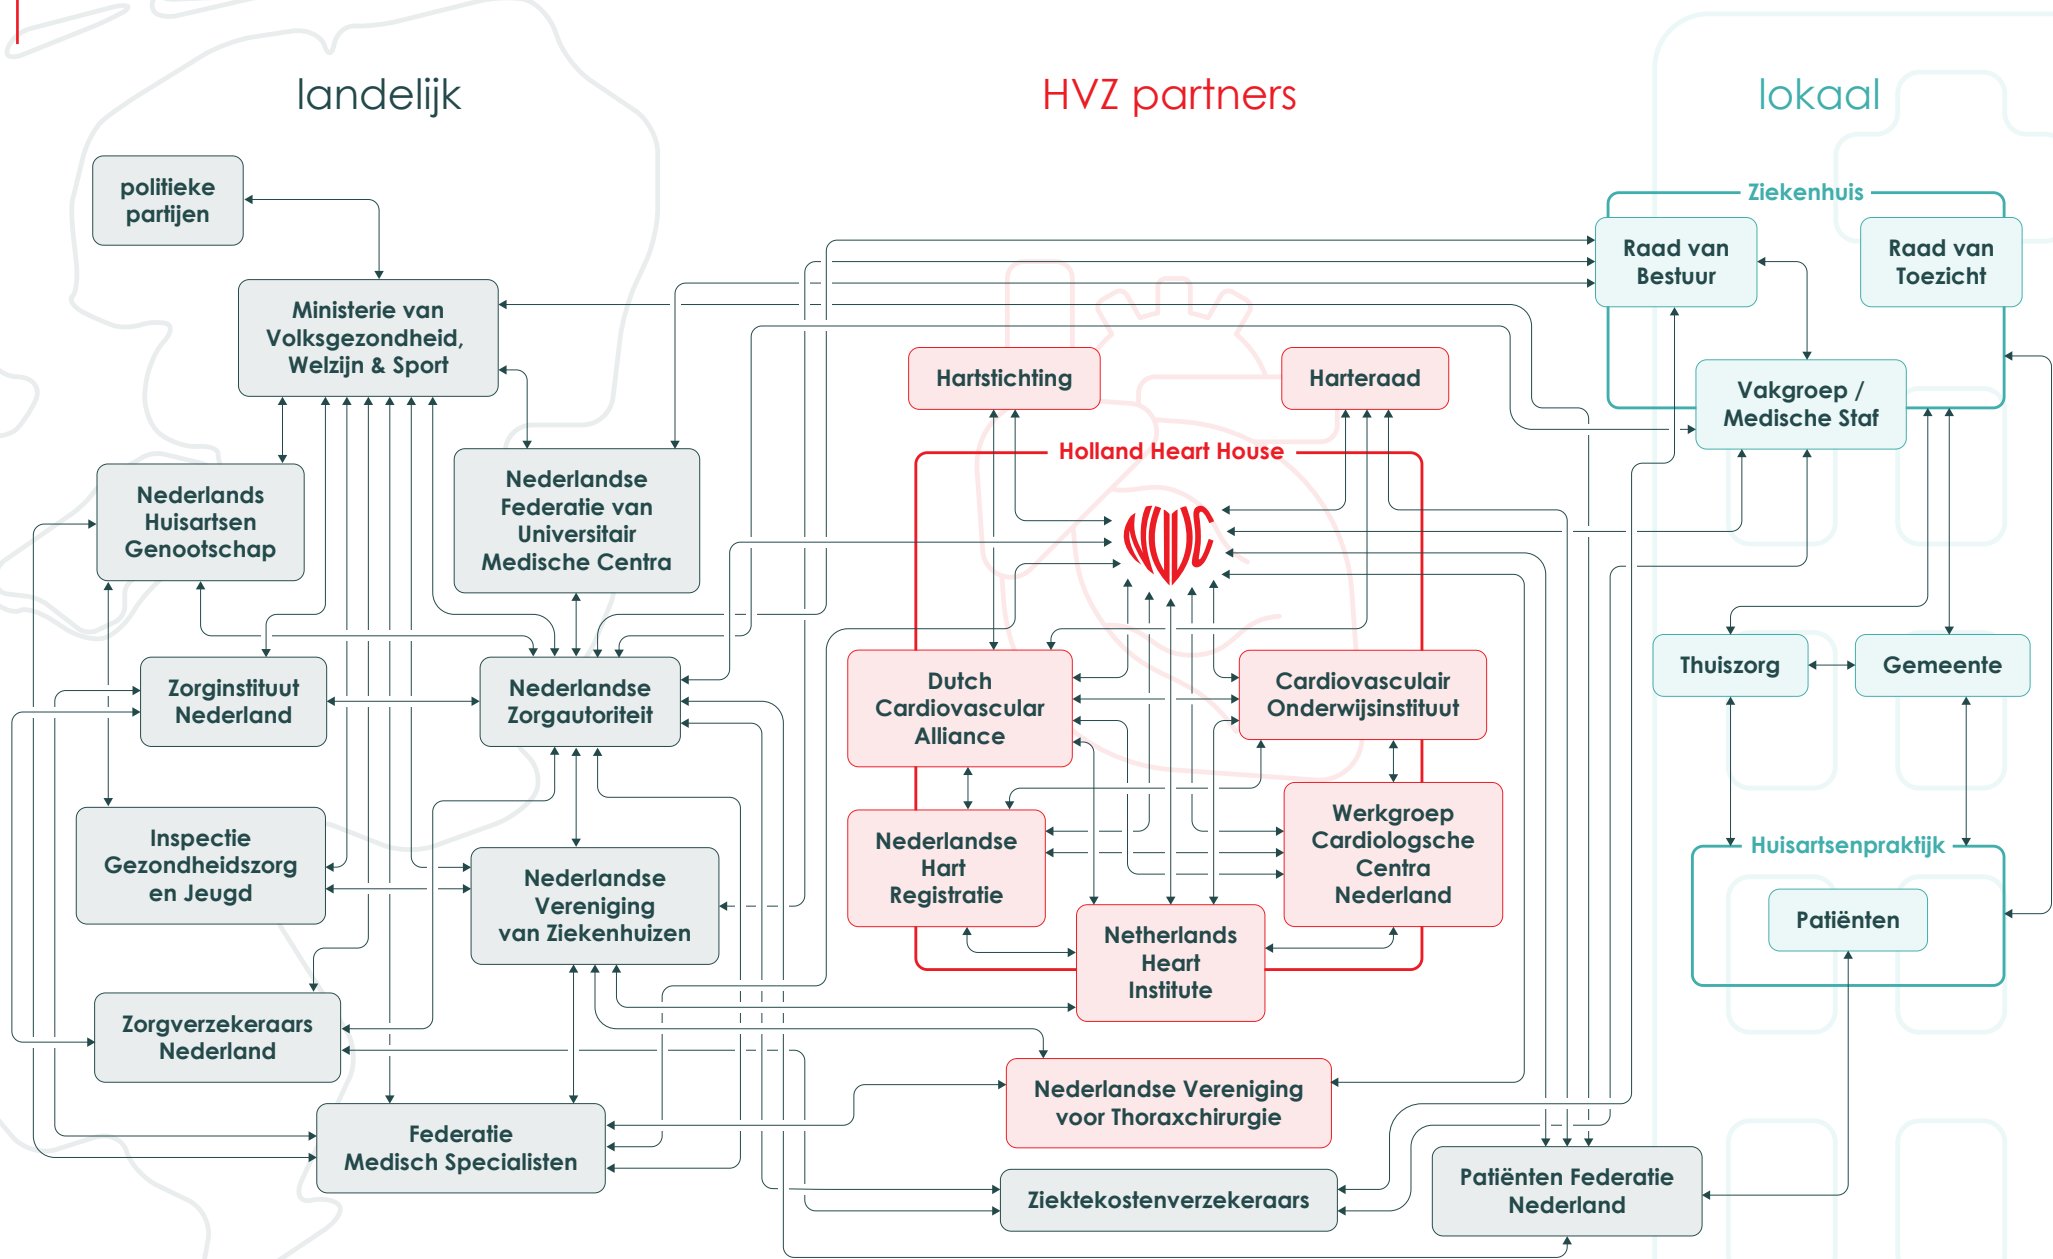 landelijk
HVZ partners
lokaal
politieke
partijen
Ministerie van
Volksgezondheid,
Welzijn & Sport
Nederlands
Huisartsen
Genootschap
Nederlandse
Federatie van
Universitair
Medische Centra
Zorginstituut
Nederland
Nederlandse
Zorgautoriteit
Inspectie
Gezondheidszorg
en Jeugd
Nederlandse
Vereniging
van Ziekenhuizen
Zorgverzekeraars
Nederland
Federatie
Medisch Specialisten
Hartstichting
Harteraad
Holland Heart House
NVVC
Dutch
Cardiovascular
Alliance
Cardiovasculair
Onderwijsinstituut
Nederlandse
Hart
Registratie
Werkgroep
Cardiologsche
Centra
Nederland
Netherlands
Heart
Institute
Nederlandse Vereniging
voor Thoraxchirurgie
Ziektekostenverzekeraars
Patiënten Federatie
Nederland
Ziekenhuis
Raad van
Bestuur
Raad van
Toezicht
Vakgroep /
Medische Staf
Thuiszorg
Gemeente
Huisartsenpraktijk
Patiënten